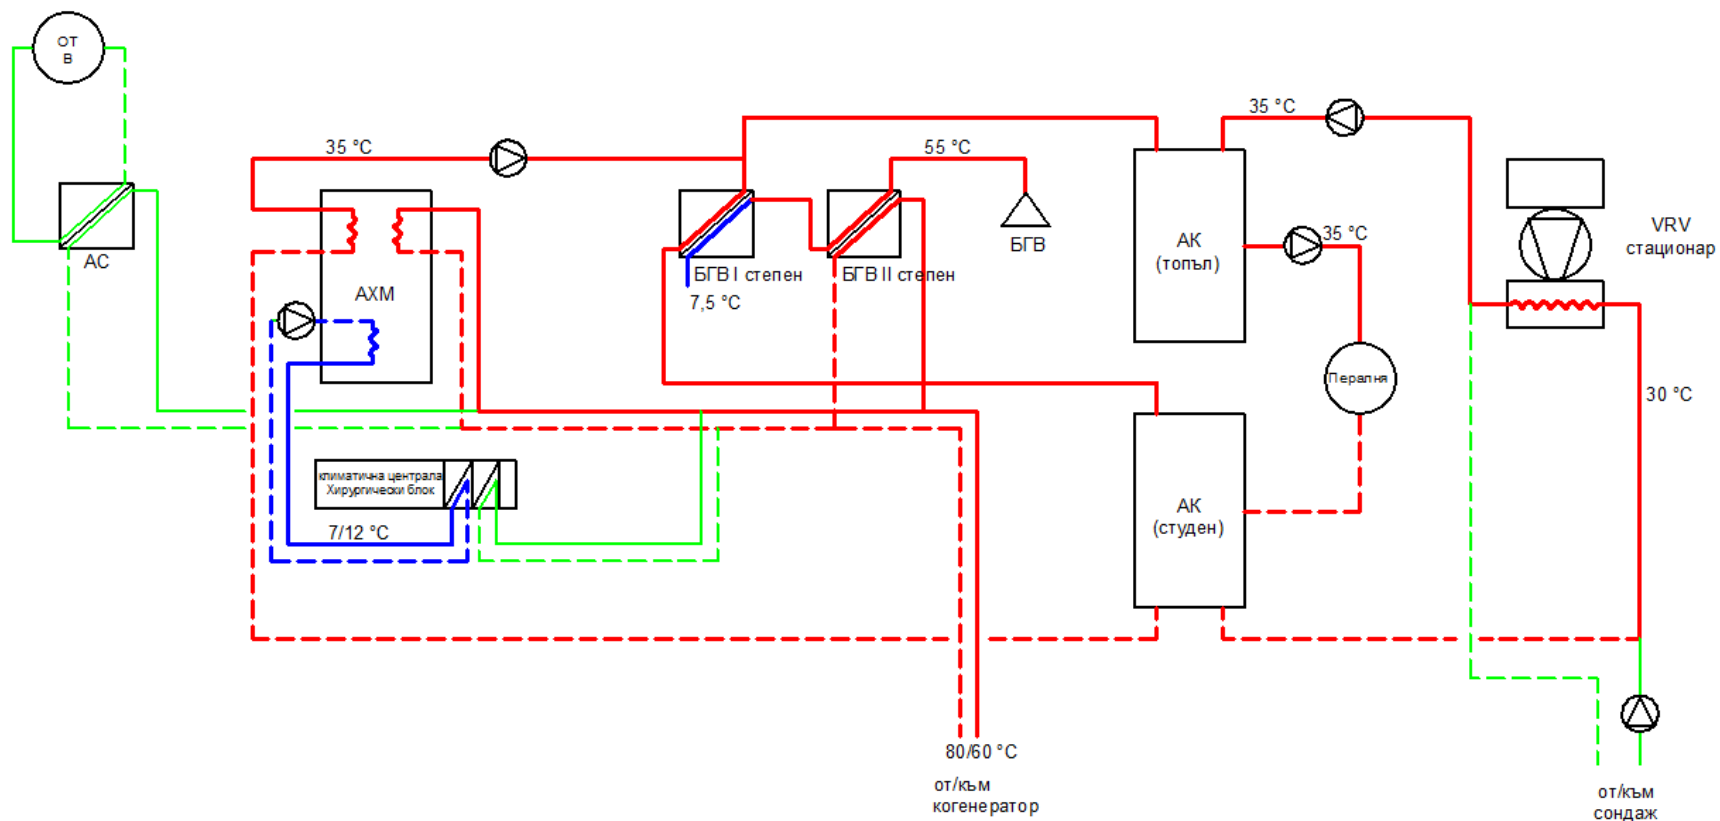 ОТ
В
АС
35 °C
АХМ
БГВ I степен
7,5 °C
БГВ II степен
55 °C
БГВ
35 °C
АК
(топъл)
35 °C
VRV
стационар
Пералня
30 °C
АК
(студен)
климатична централа
Хирургически блок
7/12 °C
80/60 °C
от/към
когенератор
от/към
сондаж